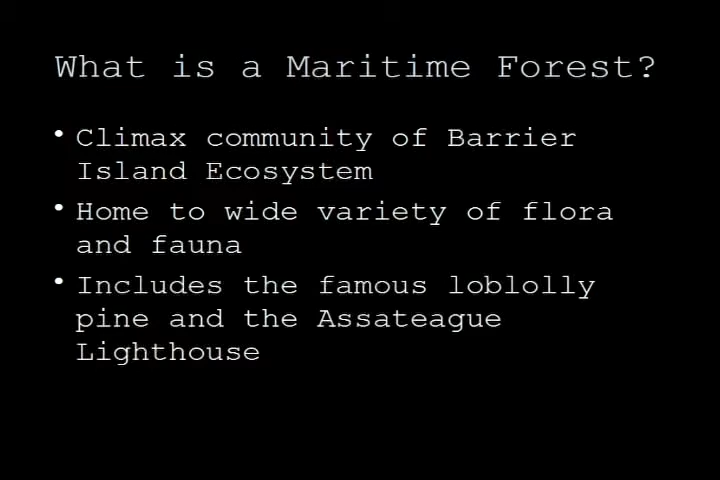 What is a Maritime Forest?
• Climax community of Barrier
Island Ecosystem
• Home to wide variety of flora
and fauna
• Includes the famous loblolly
pine and the Assateague
Lighthouse